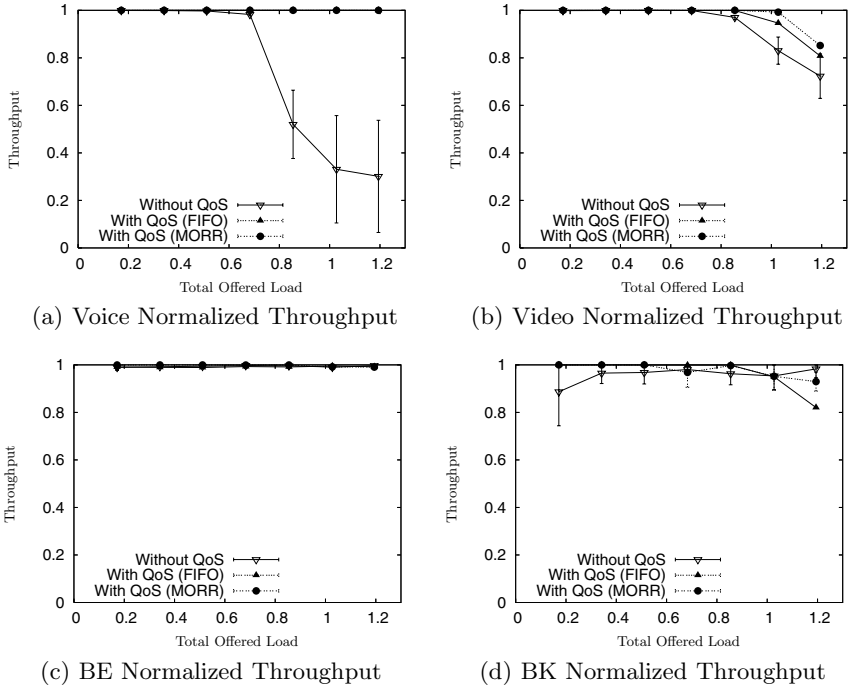 1
0.8
0.6
0.4
0.2
0
Throughput
Without QoS
With QoS (FIFO)
With QoS (MORR)
0 0.2 0.4 0.6 0.8 1 1.2
Total Offered Load
(a) Voice Normalized Throughput
1
0.8
0.6
0.4
0.2
0
Throughput
Without QoS
With QoS (FIFO)
With QoS (MORR)
0 0.2 0.4 0.6 0.8 1 1.2
Total Offered Load
(b) Video Normalized Throughput
1
0.8
0.6
0.4
0.2
0
Throughput
Without QoS
With QoS (FIFO)
With QoS (MORR)
0 0.2 0.4 0.6 0.8 1 1.2
Total Offered Load
(c) BE Normalized Throughput
1
0.8
0.6
0.4
0.2
0
Throughput
Without QoS
With QoS (FIFO)
With QoS (MORR)
0 0.2 0.4 0.6 0.8 1 1.2
Total Offered Load
(d) BK Normalized Throughput